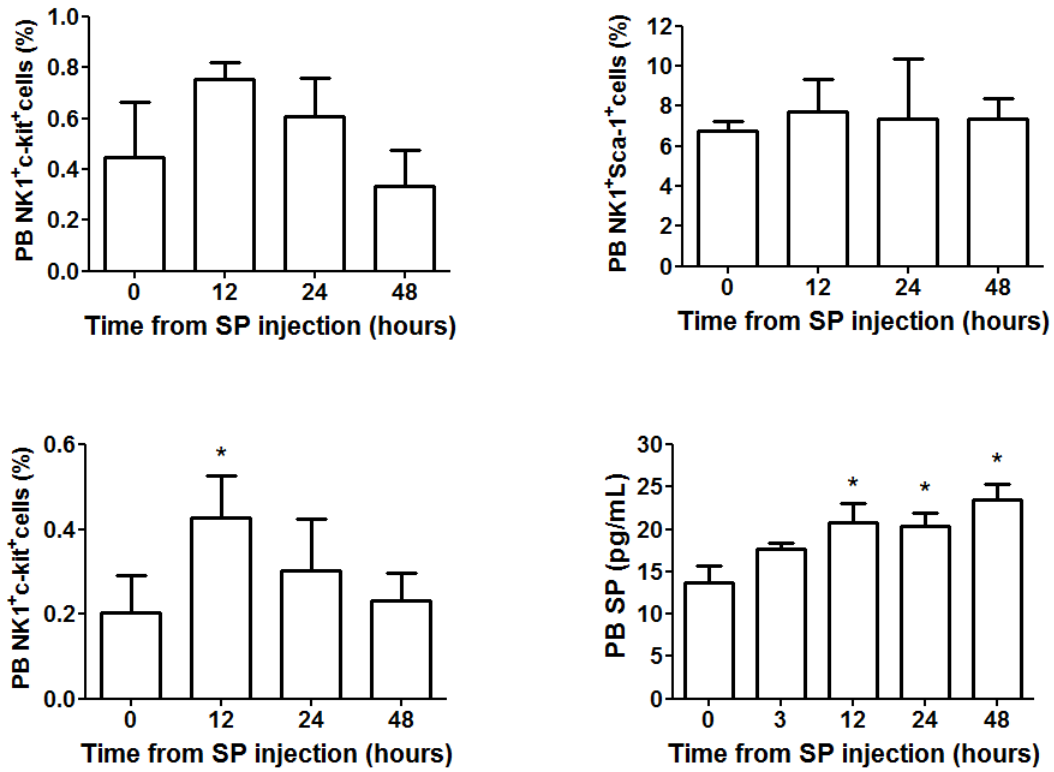 PB NK1⁺c-kit⁺cells (%)
1.0
0.8
0.6
0.4
0.2
0.0
0 12 24 48
Time from SP injection (hours)
PB NK1⁺Sca-1⁺cells (%)
12
10
8
6
4
2
0
0 12 24 48
Time from SP injection (hours)
PB NK1⁺c-kit⁺cells (%)
0.6
0.4
0.2
0.0
*
0 12 24 48
Time from SP injection (hours)
PB SP (pg/mL)
30
25
20
15
10
5
0
* * *
0 3 12 24 48
Time from SP injection (hours)